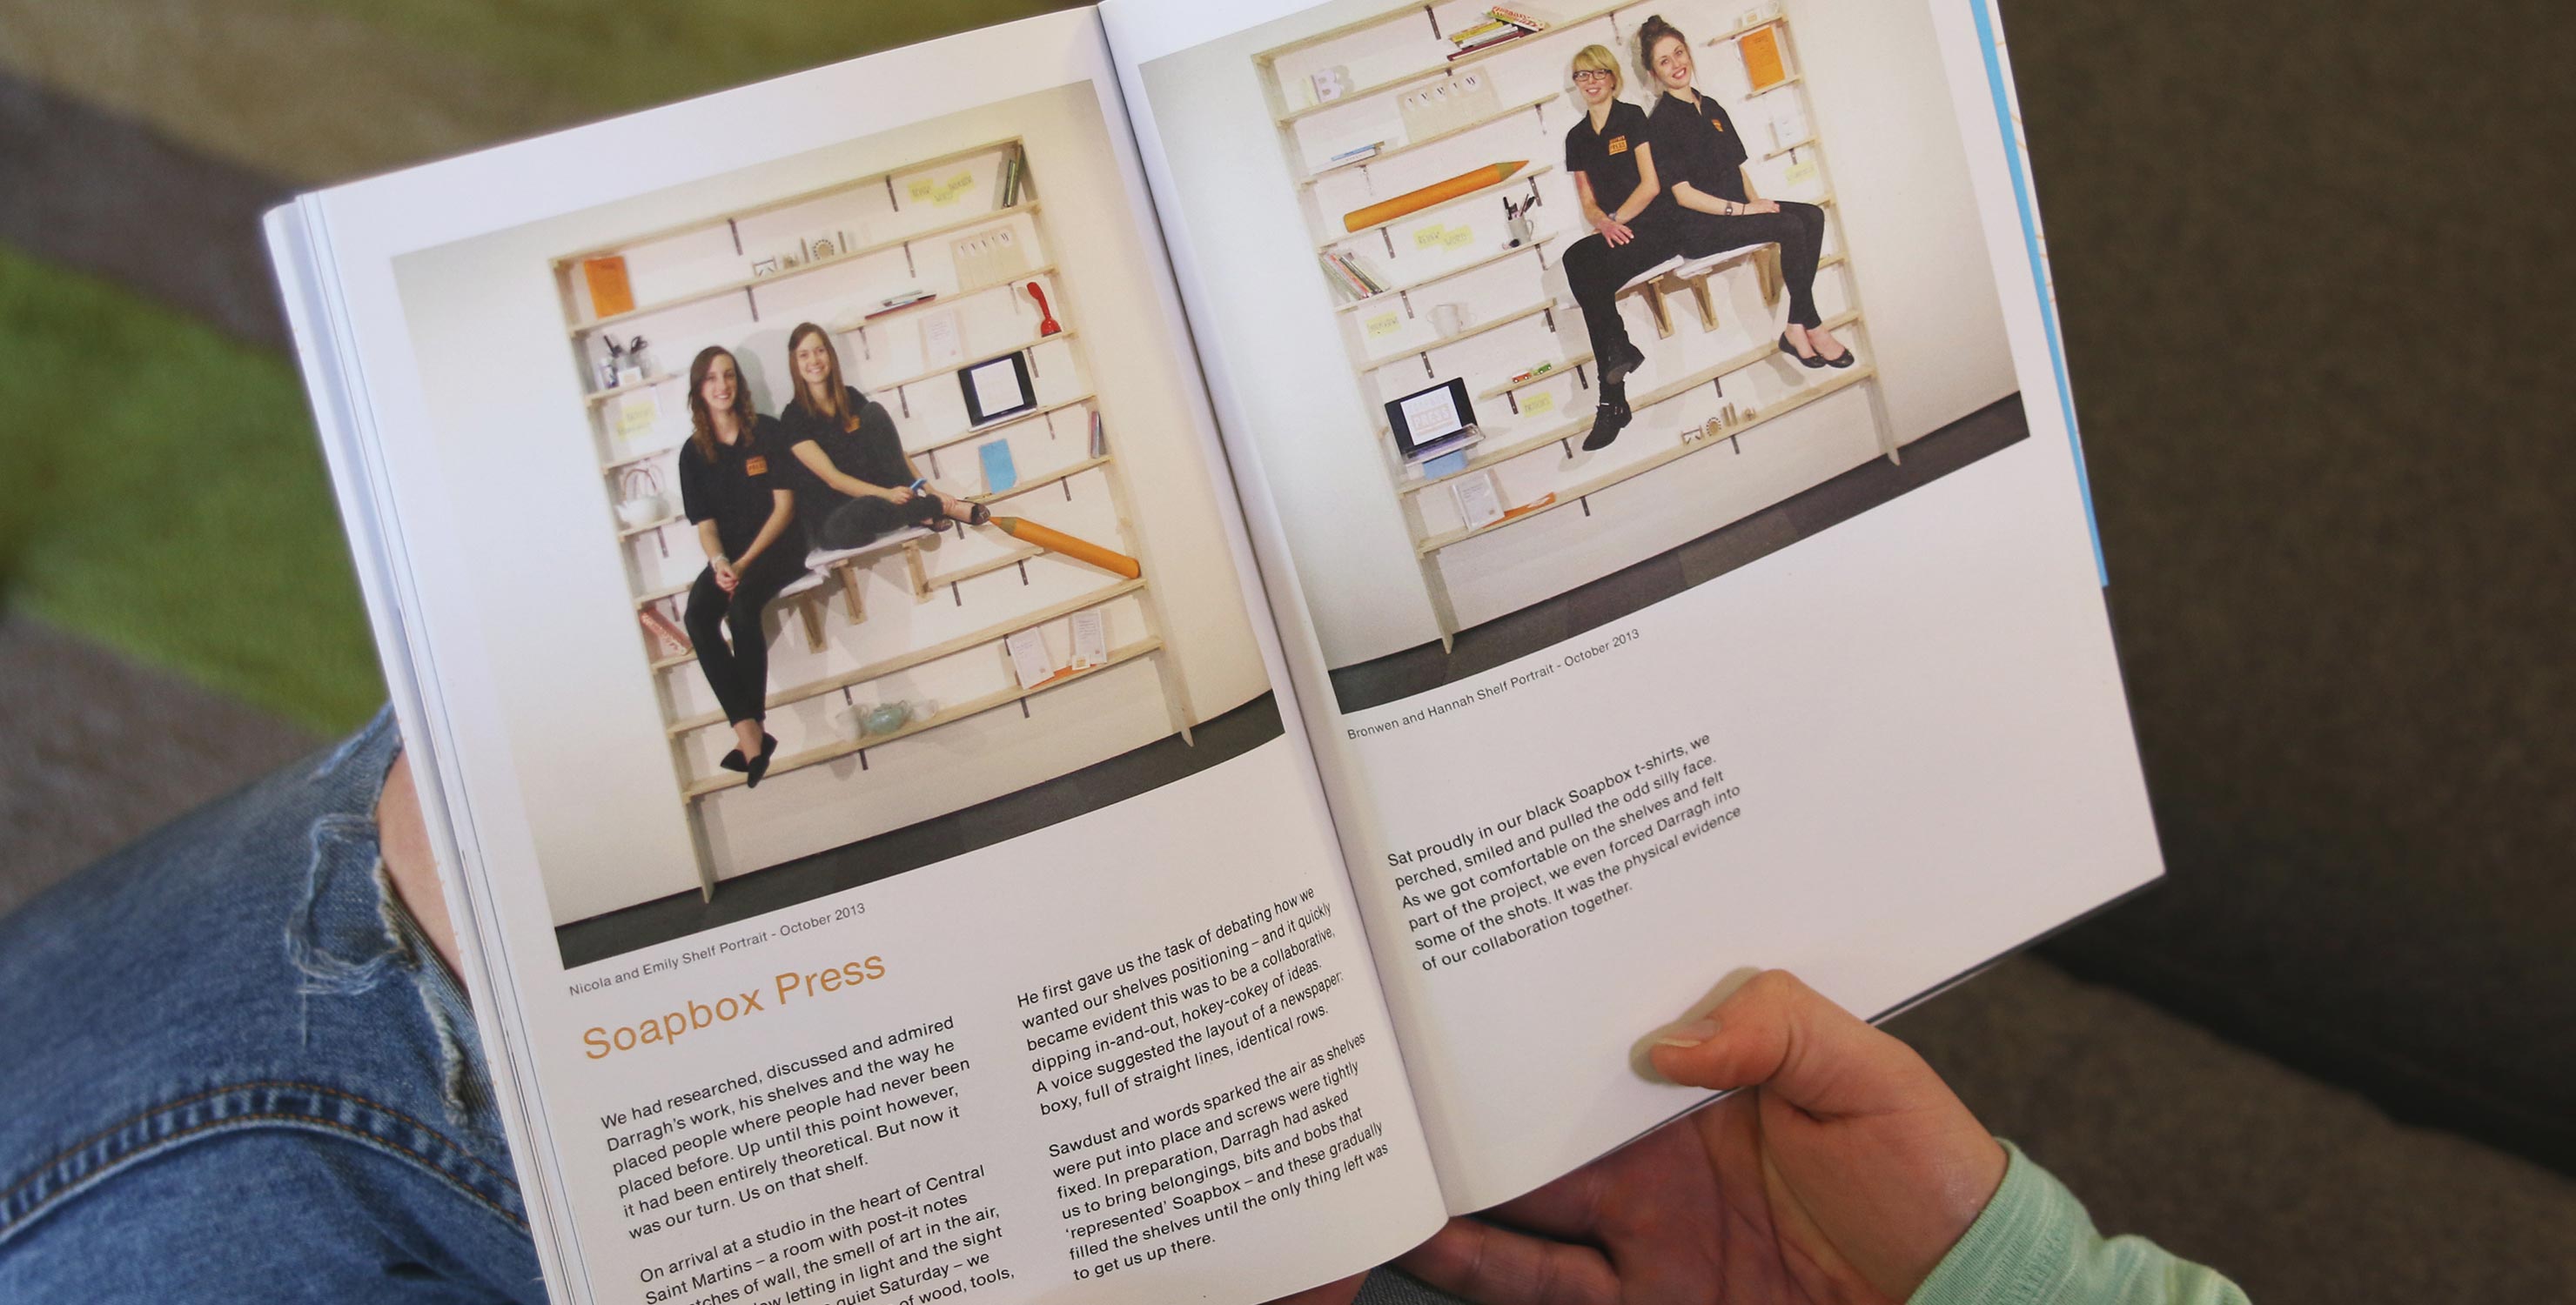 Nicola and Emily Shelf Portrait - October 2013
Soapbox Press
We had researched, discussed and admired
Darragh's work, his shelves and the way he
placed people where people had never been
placed before. Up until this point however,
it had been entirely theoretical. But now it
was our turn. Us on that shelf.
On arrival at a studio in the heart of Central
Saint Martins – a room with post-it notes
of wall, the smell of art in the air,
letting in light and the sight
quiet Saturday – we
of wood, tools,
He first gave us the task of debating how we
wanted our shelves positioning – and it quickly
became evident this was to be a collaborative,
dipping in-and-out, hokey-cokey of ideas.
A voice suggested the layout of a newspaper:
boxy, full of straight lines, identical rows.
Sawdust and words sparked the air as shelves
were put into place and screws were tightly
fixed. In preparation, Darragh had asked
us to bring belongings, bits and bobs that
'represented' Soapbox – and these gradually
filled the shelves until the only thing left was
to get us up there.
Bronwen and Hannah Shelf Portrait - October 2013
Sat proudly in our black Soapbox t-shirts, we
perched, smiled and pulled the odd silly face.
As we got comfortable on the shelves and felt
part of the project, we even forced Darragh into
some of the shots. It was the physical evidence
of our collaboration together.